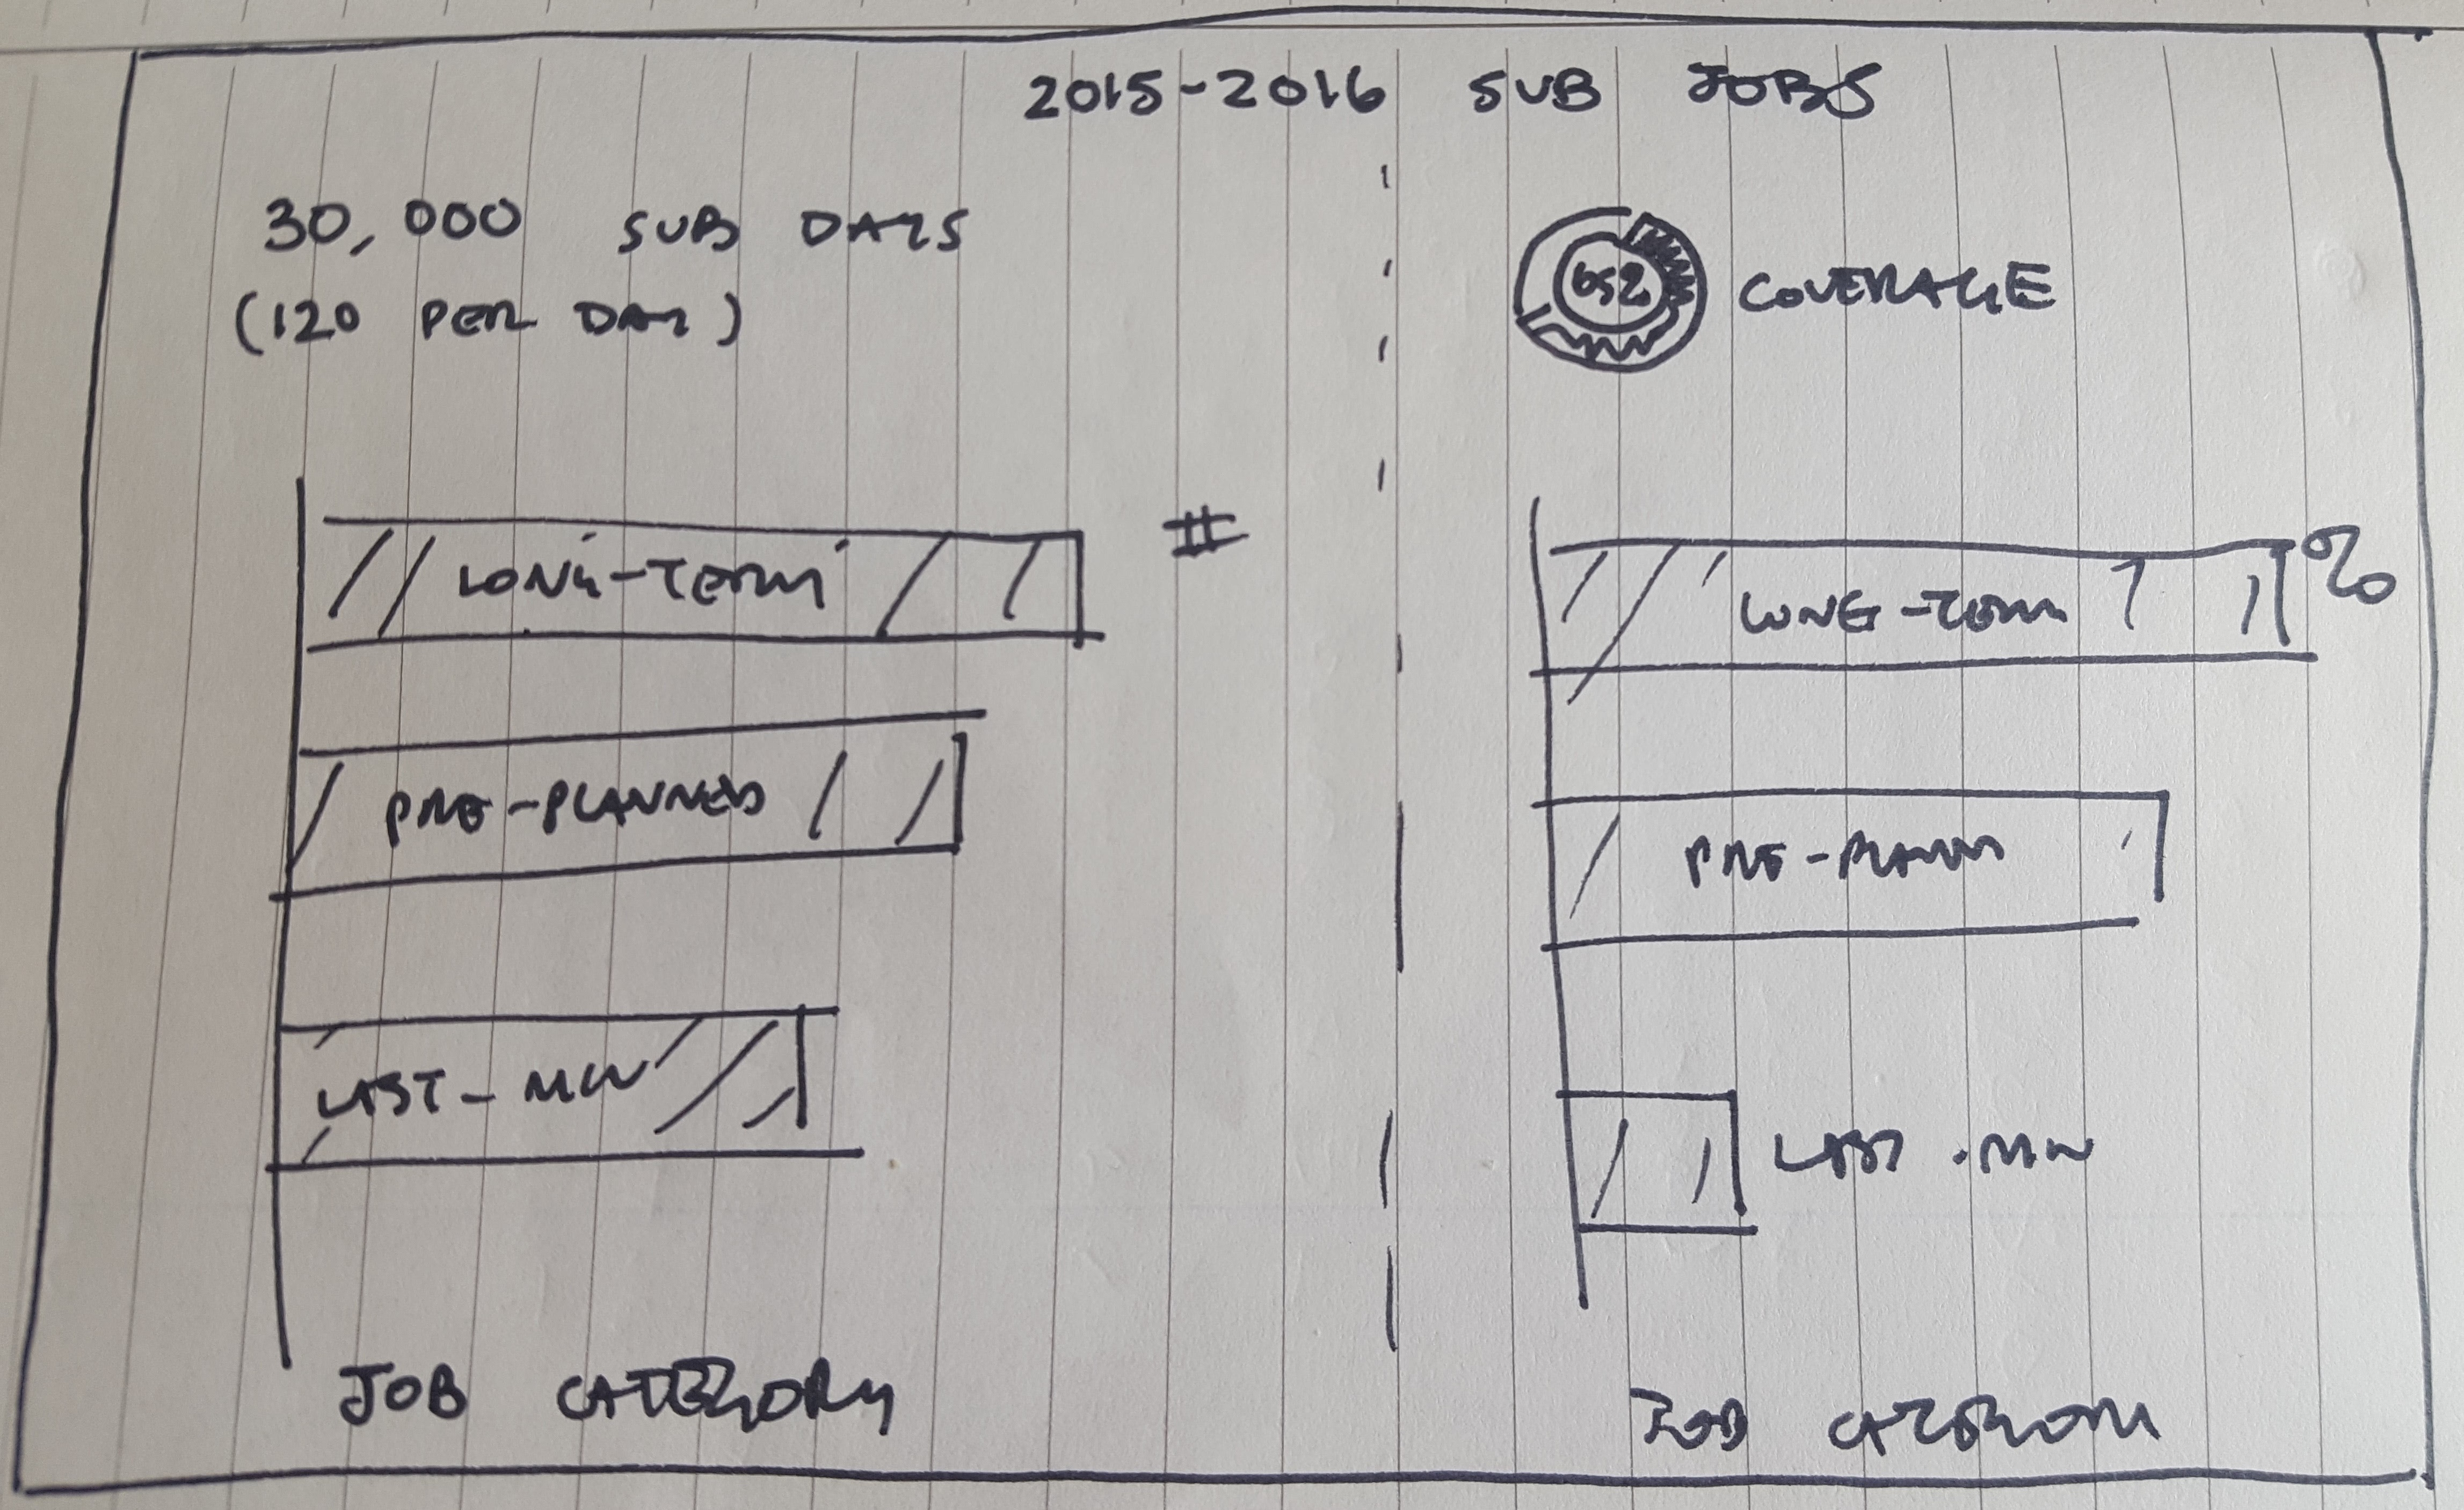 2015-2016 SUB JOBS
30,000 SUB DAYS
(120 PER DAY)
LONG-TERM
#
PRE-PLANNED
LAST-MIN
JOB CATEGORY
COVERAGE
LONG-TERM
%
PRE-PLANN
LAST-MIN
JOB CATEGORY